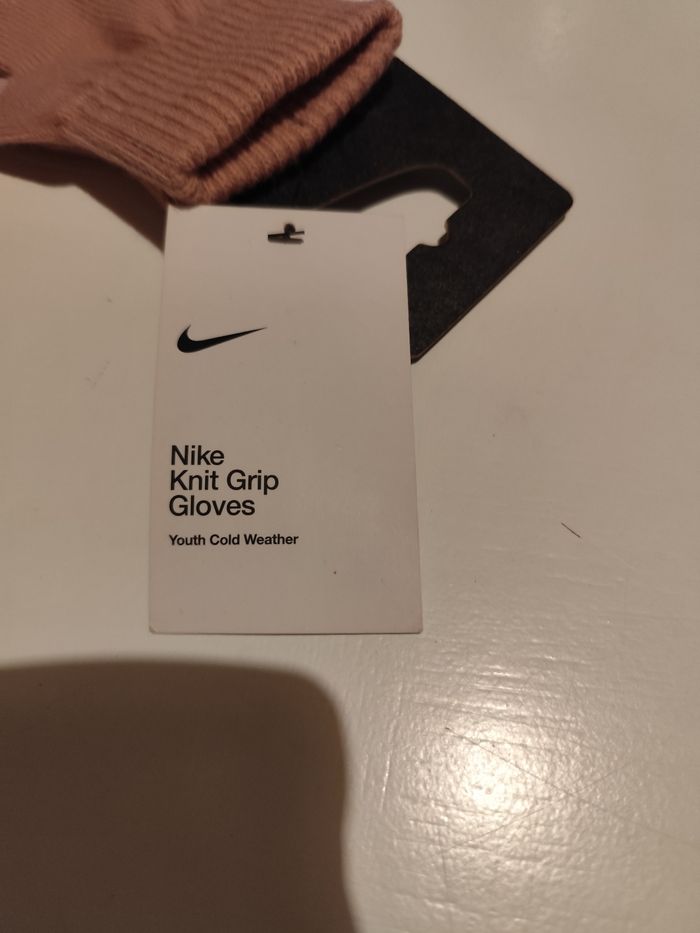 Nike
Knit Grip
Gloves
Youth Cold Weather